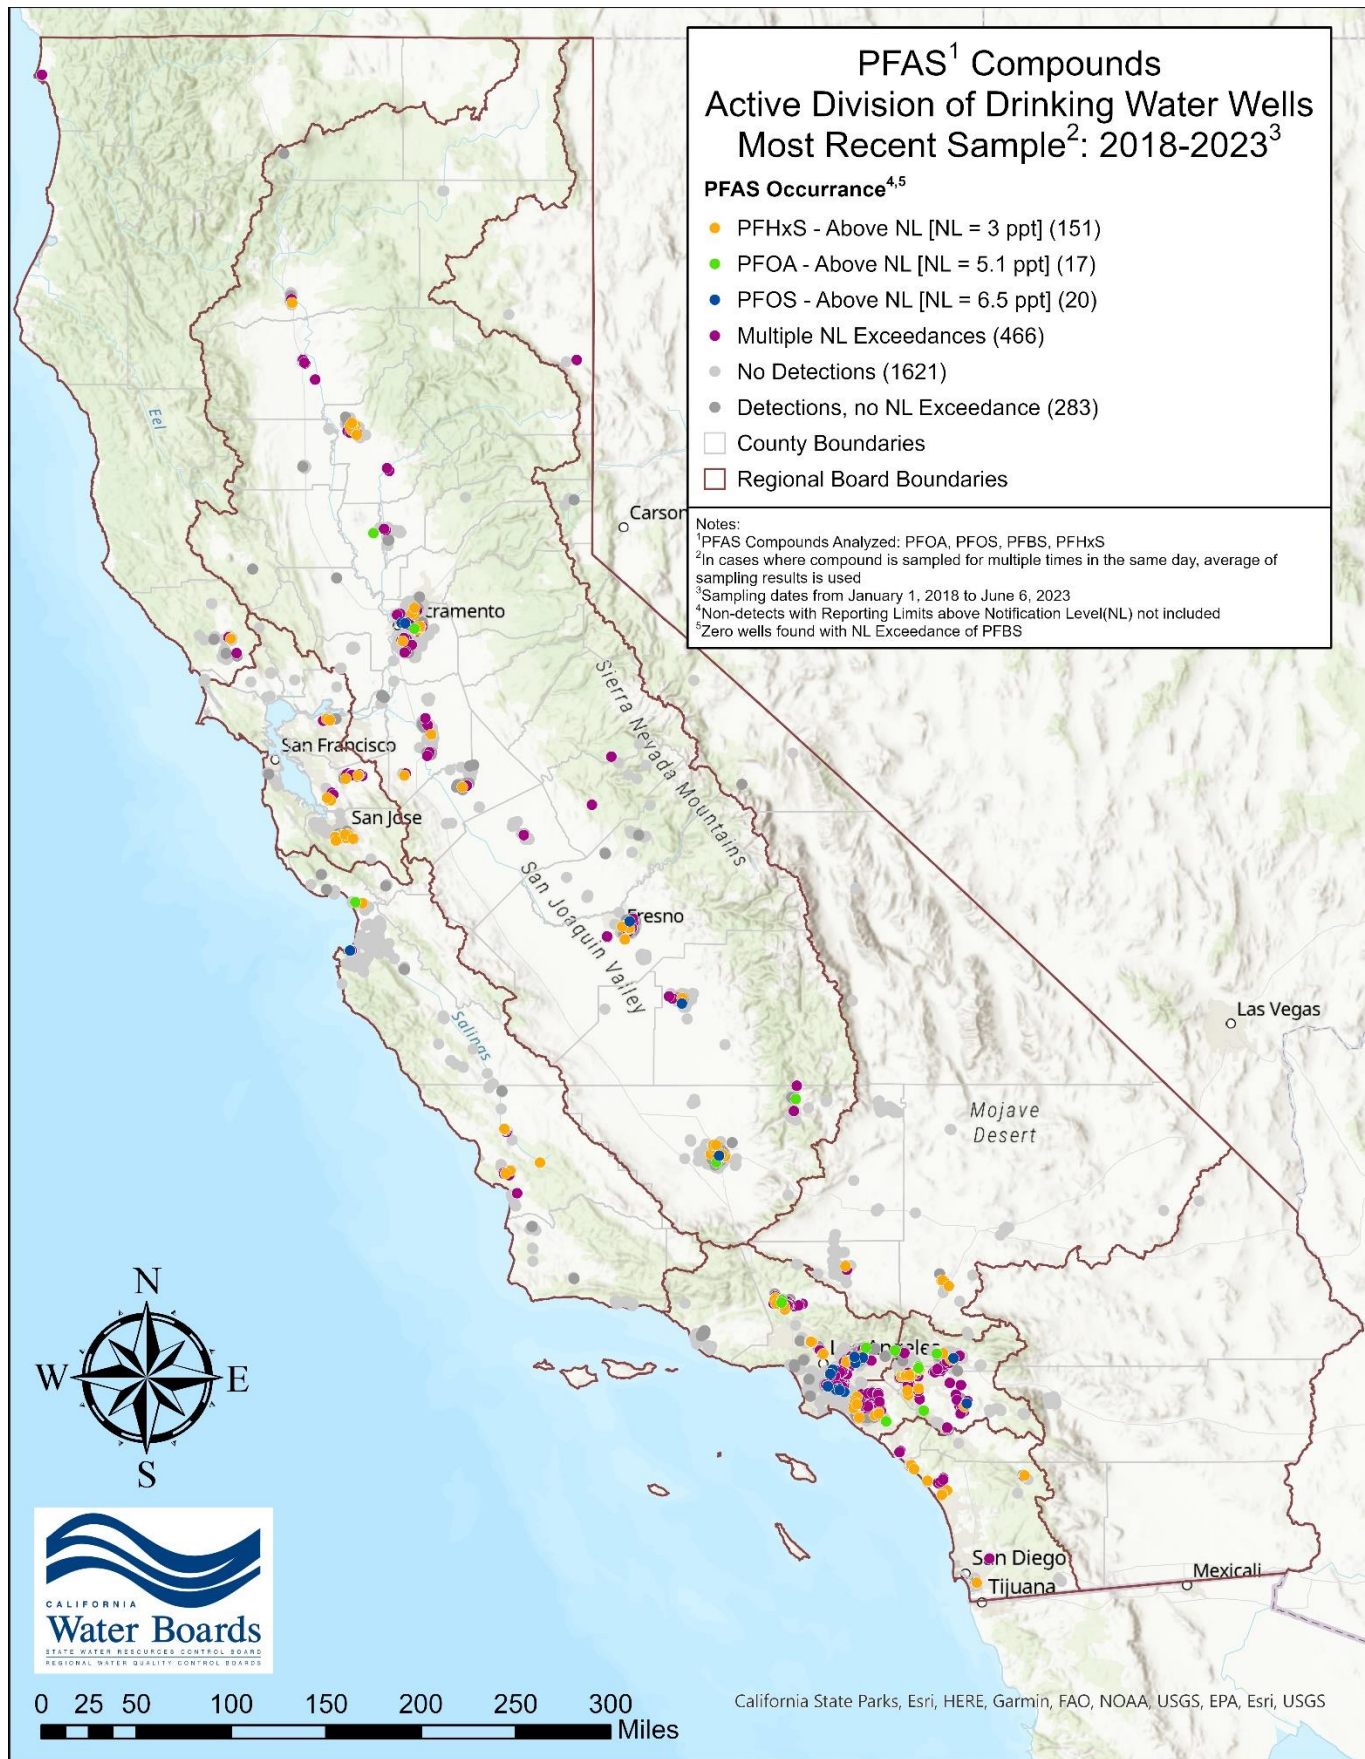 PFAS¹ Compounds
Active Division of Drinking Water Wells
Most Recent Sample²: 2018-2023³
PFAS Occurrance⁴,⁵
PFHxS - Above NL [NL = 3 ppt] (151)
PFOA - Above NL [NL = 5.1 ppt] (17)
PFOS - Above NL [NL = 6.5 ppt] (20)
Multiple NL Exceedances (466)
No Detections (1621)
Detections, no NL Exceedance (283)
County Boundaries
Regional Board Boundaries
Notes:
¹PFAS Compounds Analyzed: PFOA, PFOS, PFBS, PFHxS
²In cases where compound is sampled for multiple times in the same day, average of
sampling results is used
³Sampling dates from January 1, 2018 to June 6, 2023
⁴Non-detects with Reporting Limits above Notification Level(NL) not included
⁵Zero wells found with NL Exceedance of PFBS
Eel
Carson
cramento
Sierra Nevada Mountains
San Francisco
San Jose
San Joaquin Valley
Fresno
Salinas
Las Vegas
Mojave
Desert
Los Angeles
San Diego
Tijuana
Mexicali
N
W
E
S
CALIFORNIA
Water Boards
STATE WATER RESOURCES CONTROL BOARD
REGIONAL WATER QUALITY CONTROL BOARDS
0 25 50 100 150 200 250 300
Miles
California State Parks, Esri, HERE, Garmin, FAO, NOAA, USGS, EPA, Esri, USGS